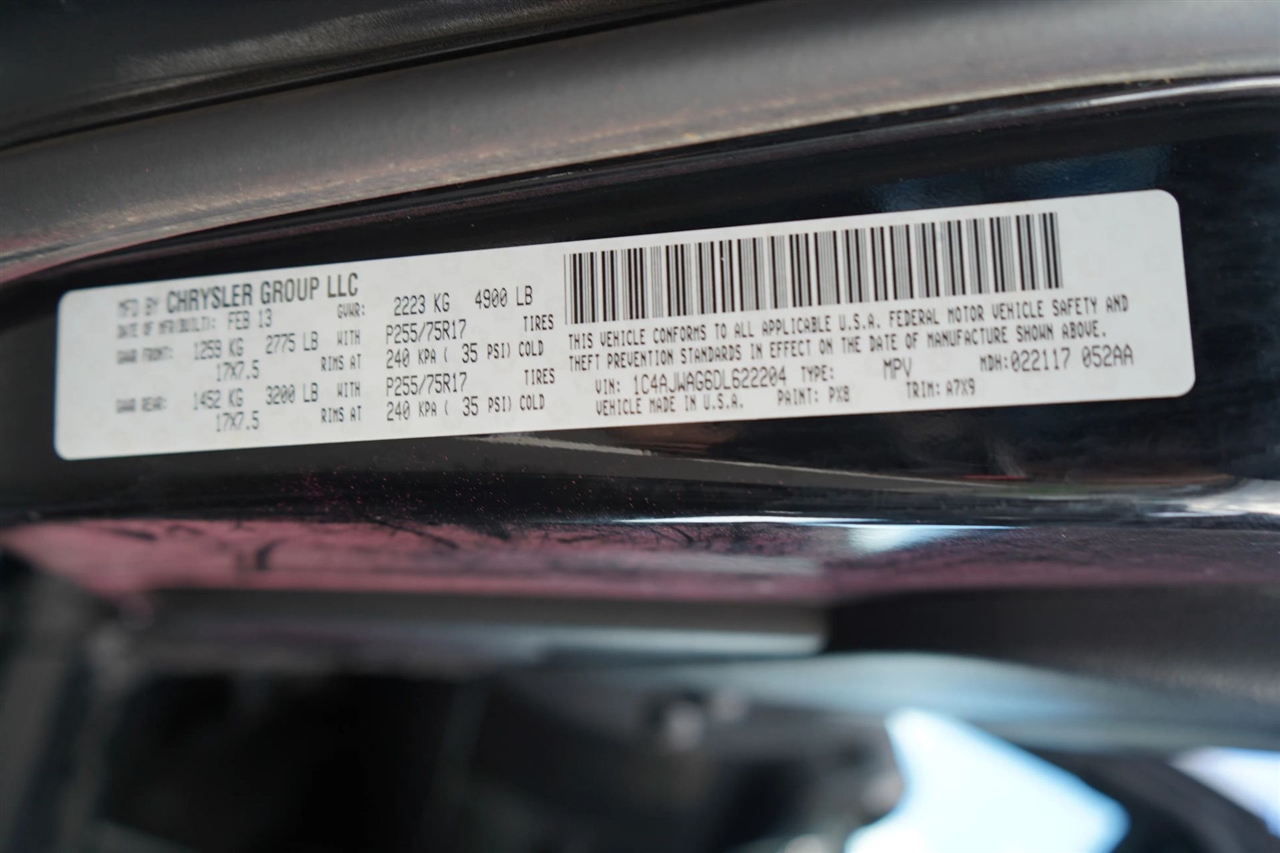 MFD BY CHRYSLER GROUP LLC
DATE OF MFR(BUILT): FEB 13 GVWR: 2223 KG 4900 LB
GAWR FRONT: 1259 KG 2775 LB WITH P255/75R17 TIRES
17X7.5 RIMS AT 240 KPA ( 35 PSI) COLD
GAWR REAR: 1452 KG 3200 LB WITH P255/75R17 TIRES
17X7.5 RIMS AT 240 KPA ( 35 PSI) COLD
THIS VEHICLE CONFORMS TO ALL APPLICABLE U.S.A. FEDERAL MOTOR VEHICLE SAFETY AND
THEFT PREVENTION STANDARDS IN EFFECT ON THE DATE OF MANUFACTURE SHOWN ABOVE.
VIN: 1C4AJWAG6DL622204 TYPE: MPV MDH:022117 052AA
VEHICLE MADE IN U.S.A. PAINT: PX8 TRIM: A7X9